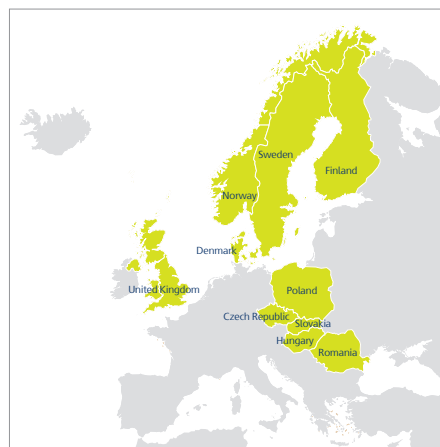 Sweden
Finland
Norway
Denmark
United Kingdom
Poland
Czech Republic
Slovakia
Hungary
Romania